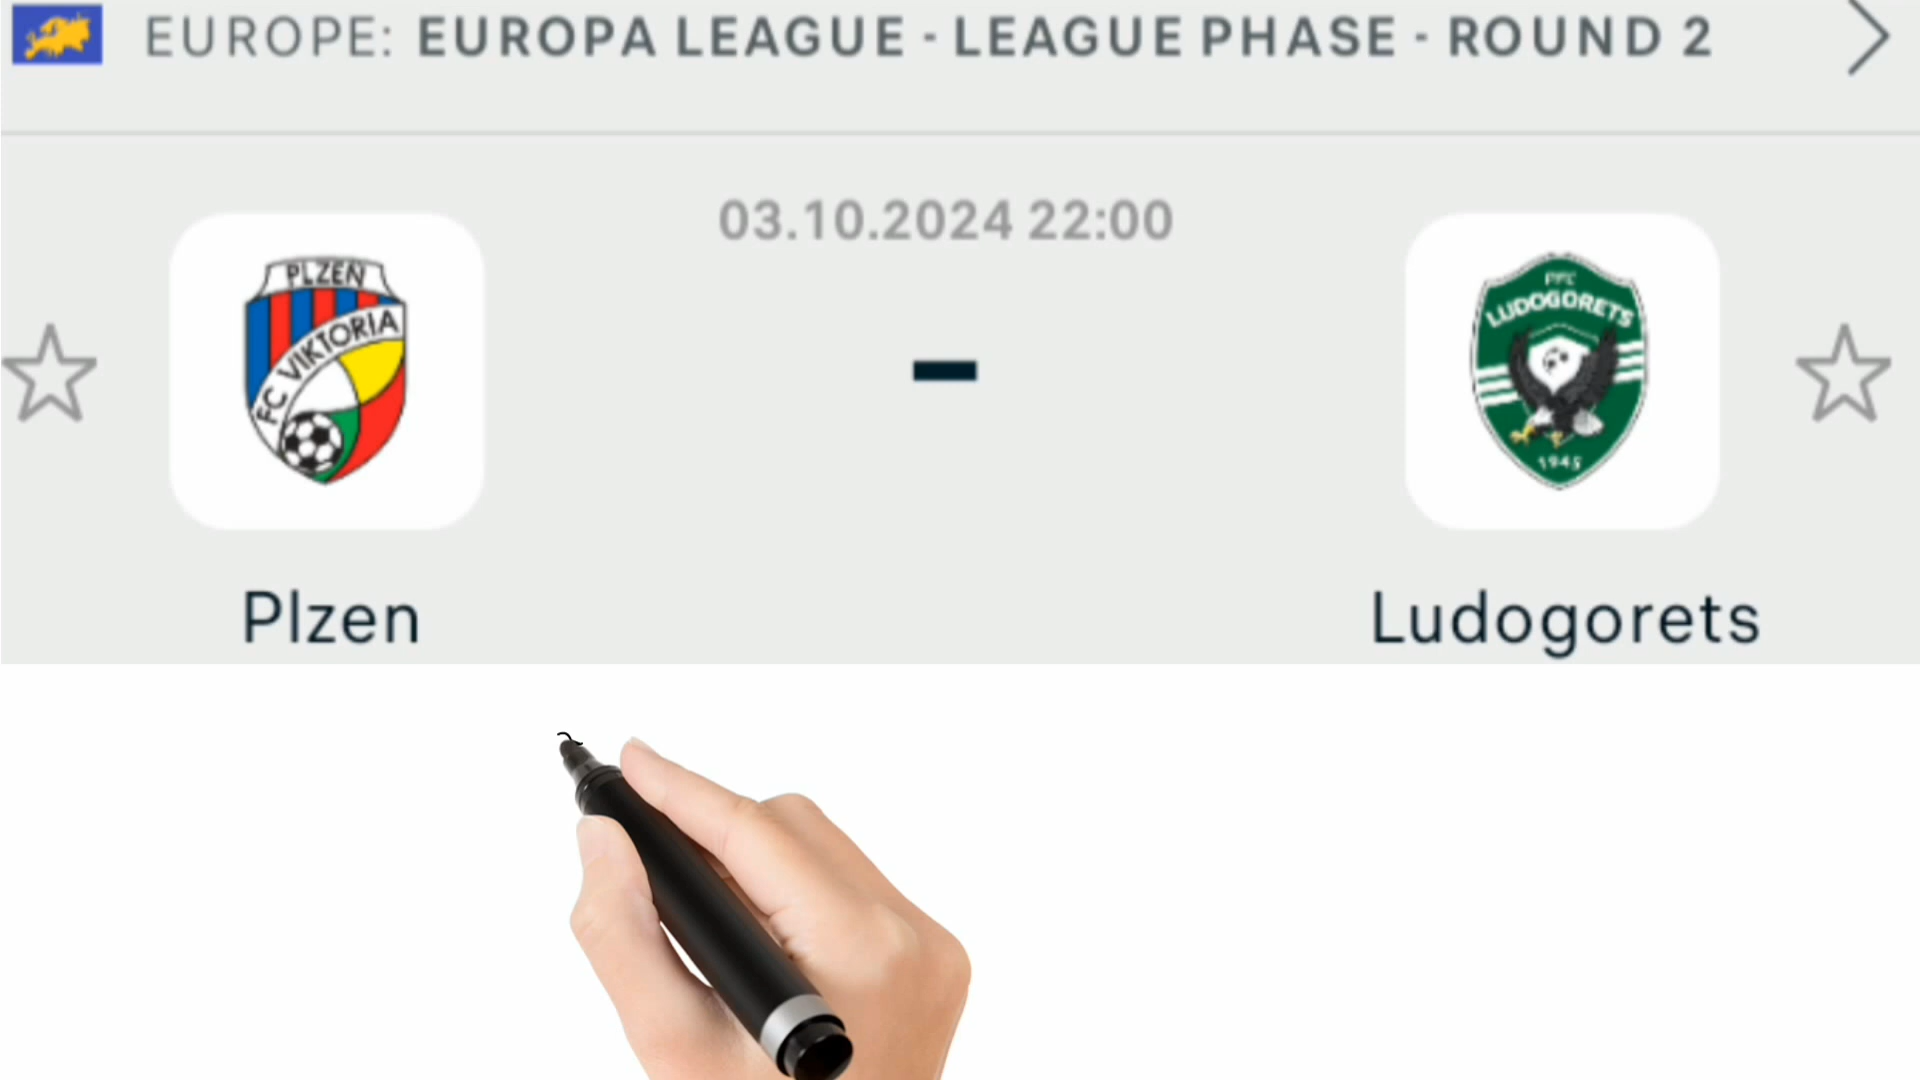 EUROPE: EUROPA LEAGUE - LEAGUE PHASE - ROUND 2
03.10.2024 22:00
PLZEN
FC VIKTORIA
PFC
LUDOGORETS
1945
-
Plzen
Ludogorets